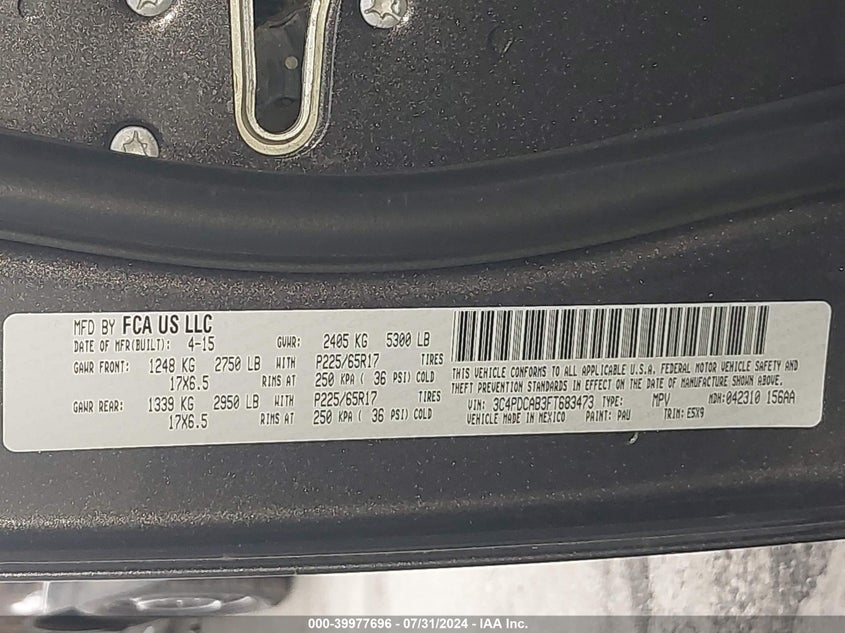 MFD BY FCA US LLC
DATE OF MFR(BUILT): 4-15 GVWR: 2405 KG 5300 LB
GAWR FRONT: 1248 KG 2750 LB WITH P225/65R17 TIRES
17X6.5 RIMS AT 250 KPA ( 36 PSI) COLD
GAWR REAR: 1339 KG 2950 LB WITH P225/65R17 TIRES
17X6.5 RIMS AT 250 KPA ( 36 PSI) COLD
THIS VEHICLE CONFORMS TO ALL APPLICABLE U.S.A. FEDERAL MOTOR VEHICLE SAFETY AND
THEFT PREVENTION STANDARDS IN EFFECT ON THE DATE OF MANUFACTURE SHOWN ABOVE.
VIN: 3C4PDCAB3FT683473 TYPE: MPV MDH:042310 156AA
VEHICLE MADE IN MEXICO PAINT: PAU TRIM: E5X9
000-39977696 - 07/31/2024 - IAA Inc.